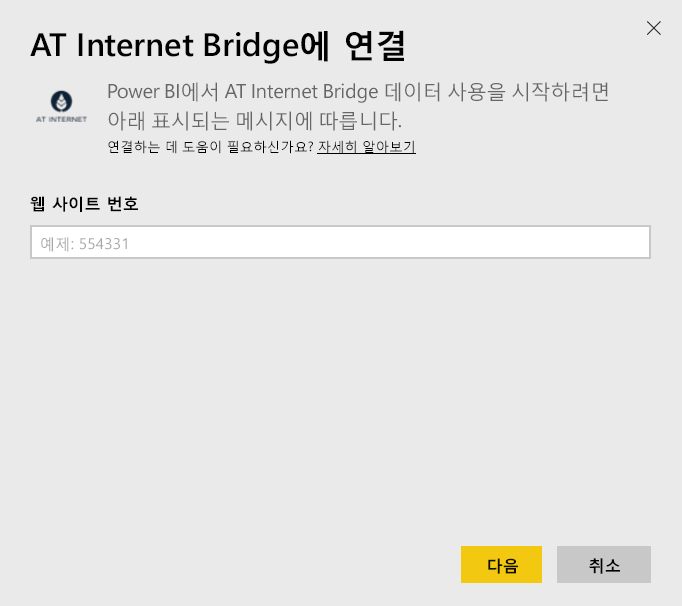 AT Internet Bridge에 연결
AT INTERNET
Power BI에서 AT Internet Bridge 데이터 사용을 시작하려면
아래 표시되는 메시지에 따릅니다.
연결하는 데 도움이 필요하신가요? 자세히 알아보기
웹 사이트 번호
예제: 554331
다음
취소